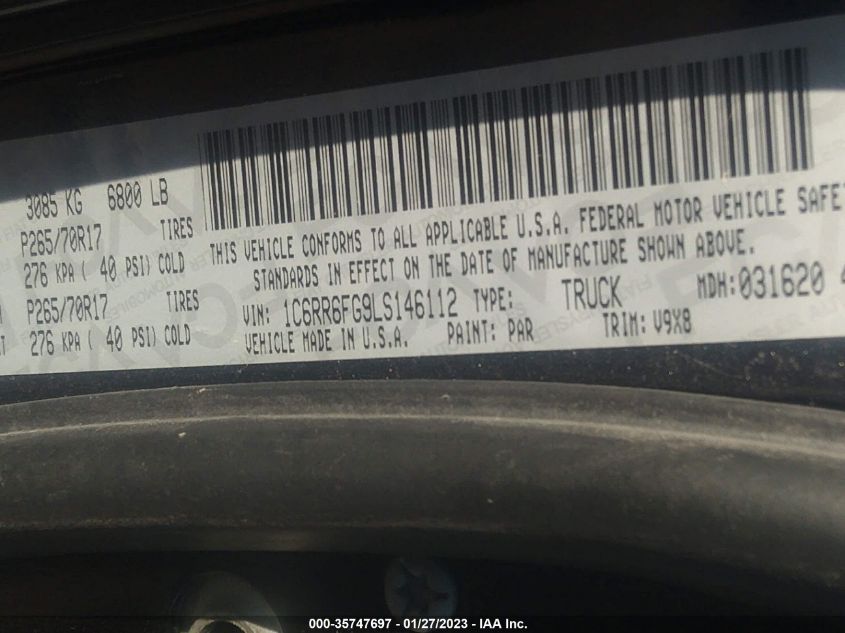 3085 KG 6800 LB
P265/70R17 TIRES
276 KPA ( 40 PSI) COLD
P265/70R17 TIRES
276 KPA ( 40 PSI) COLD
THIS VEHICLE CONFORMS TO ALL APPLICABLE U.S.A. FEDERAL MOTOR VEHICLE SAFE
STANDARDS IN EFFECT ON THE DATE OF MANUFACTURE SHOWN ABOVE.
VIN: 1C6RR6FG9LS146112 TYPE: TRUCK MDH:031620
VEHICLE MADE IN U.S.A. PAINT: PAR TRIM: V9X8
000-35747697 - 01/27/2023 - IAA Inc.